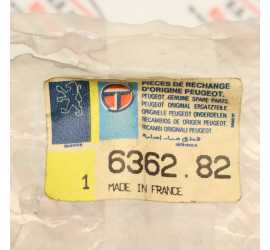 PIECES DE RECHANGE
D'ORIGINE PEUGEOT.
PEUGEOT GENUINE SPARE PARTS.
PEUGEOT ORIGINAL ERSATZTEILE
ORIGINELE PEUGEOT ONDERDELEN
RECAMBIOS DE ORIGEN PEUGEOT
RICAMBI ORIGINALI PEUGEOT
1
6362.82
MADE IN FRANCE